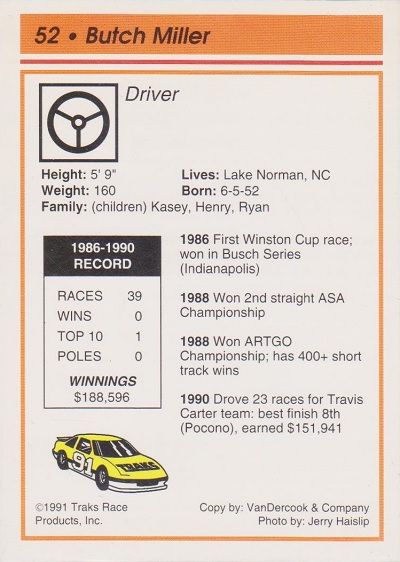 52 • Butch Miller
Driver
Height: 5' 9"
Weight: 160
Lives: Lake Norman, NC
Born: 6-5-52
Family: (children) Kasey, Henry, Ryan
1986-1990
RECORD
RACES 39
WINS 0
TOP 10 1
POLES 0
WINNINGS
$188,596
1986 First Winston Cup race;
won in Busch Series
(Indianapolis)
1988 Won 2nd straight ASA
Championship
1988 Won ARTGO
Championship; has 400+ short
track wins
1990 Drove 23 races for Travis
Carter team: best finish 8th
(Pocono), earned $151,941
91
TRAKS
©1991 Traks Race
Products, Inc.
Copy by: VanDercook & Company
Photo by: Jerry Haislip